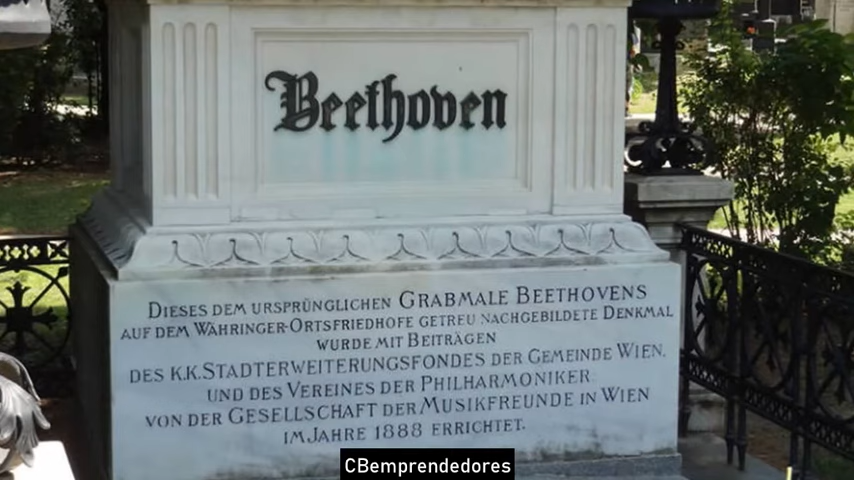 Beethoven
DIESES DEM URSPRÜNGLICHEN GRABMALE BEETHOVENS
AUF DEM WÄHRINGER-ORTSFRIEDHOFE GETREU NACHGEBILDETE DENKMAL
WURDE MIT BEITRÄGEN
DES K.K. STADTERWEITERUNGSFONDES DER GEMEINDE WIEN.
UND DES VEREINES DER PHILHARMONIKER
VON DER GESELLSCHAFT DER MUSIKFREUNDE IN WIEN
IM JAHRE 1888 ERRICHTET.
CBemprendedores